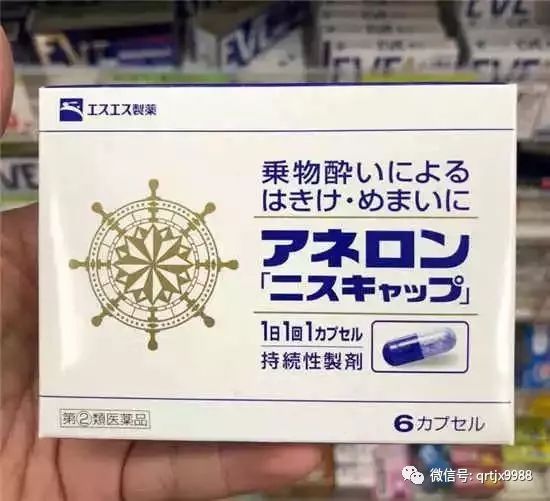 EVE
エスエス製薬
乗物酔いによる
はきけ・めまいに
アネロン
「ニスキャップ」
1日1回1カプセル
持続性製剤
指②類医薬品
6カプセル
微信号: qrtjx9988